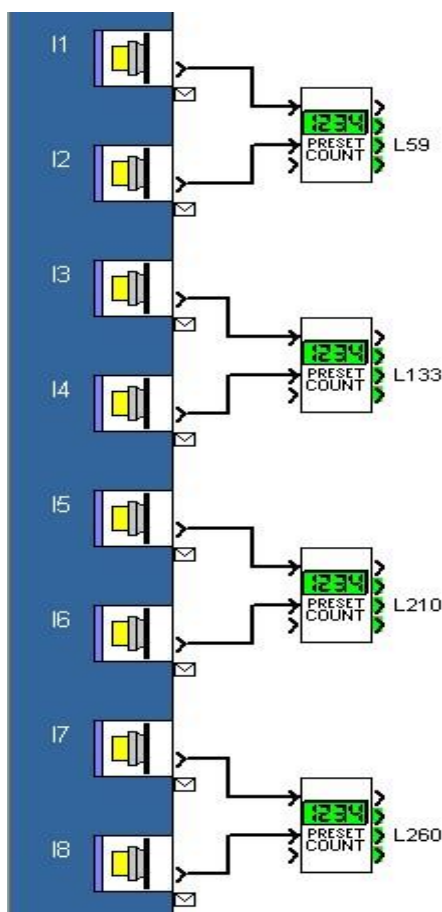 I1
1234
PRESET
COUNT
L59
I2
I3
1234
PRESET
COUNT
L133
I4
I5
1234
PRESET
COUNT
L210
I6
I7
1234
PRESET
COUNT
L260
I8